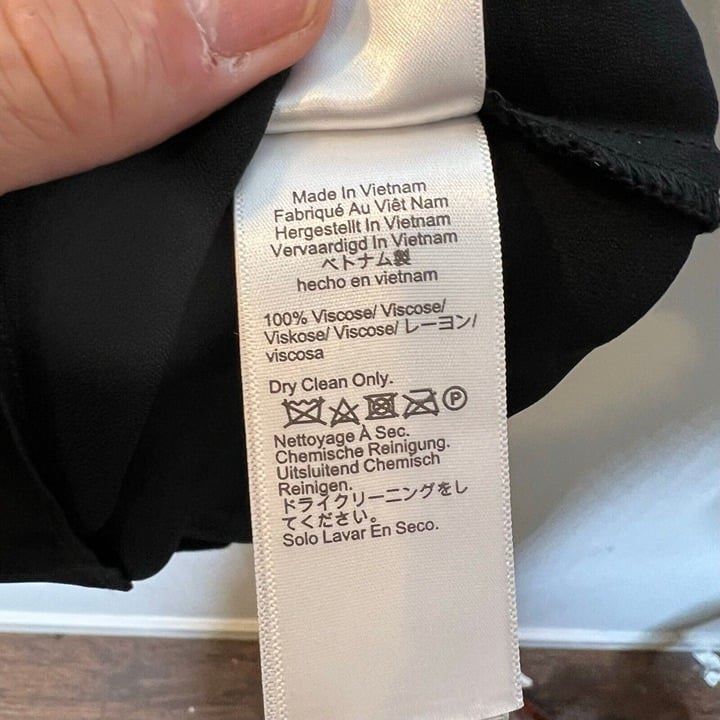 Made In Vietnam
Fabriqué Au Viêt Nam
Hergestellt In Vietnam
Vervaardigd In Vietnam
ベトナム製
hecho en vietnam
100% Viscose/ Viscose/
Viskose/ Viscose/ レーヨン/
viscosa
Dry Clean Only.
P
Nettoyage À Sec.
Chemische Reinigung.
Uitsluitend Chemisch
Reinigen.
ドライクリーニングをし
てください。
Solo Lavar En Seco.